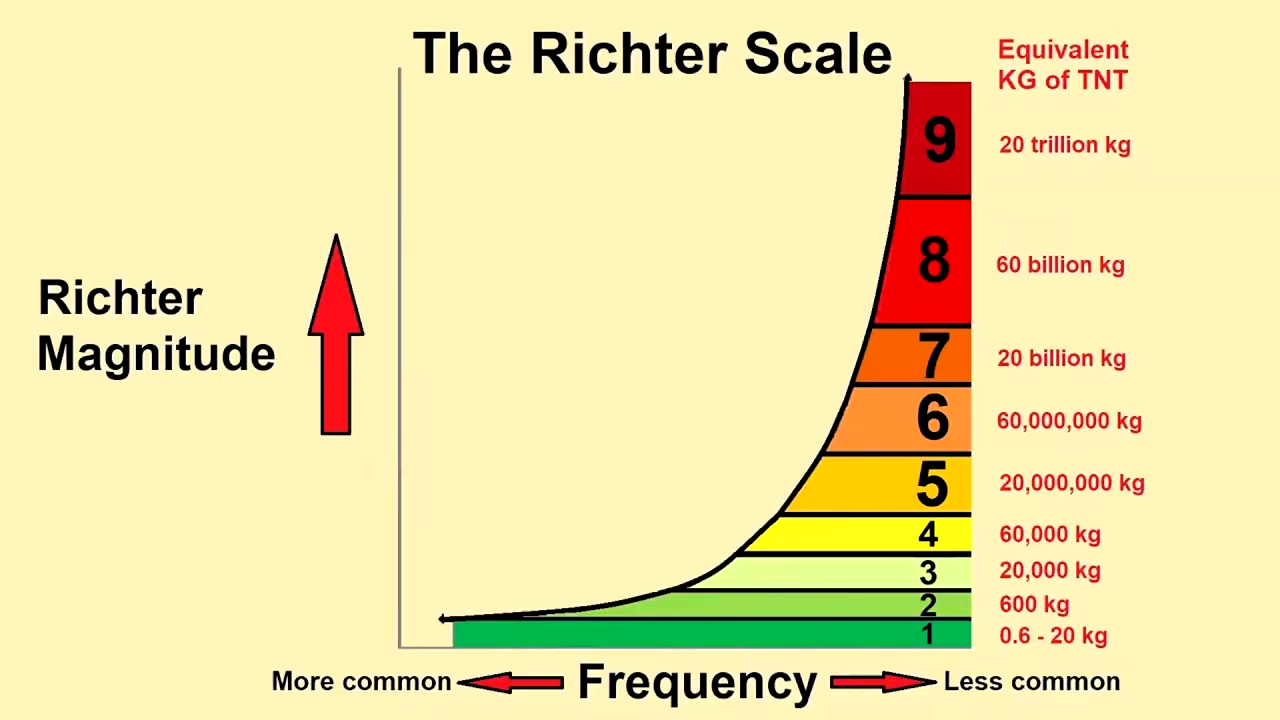 The Richter Scale
Equivalent
KG of TNT
9
20 trillion kg
8
60 billion kg
Richter
Magnitude
7
20 billion kg
6
60,000,000 kg
5
20,000,000 kg
4
60,000 kg
3
20,000 kg
2
600 kg
1
0.6 - 20 kg
More common
Frequency
Less common